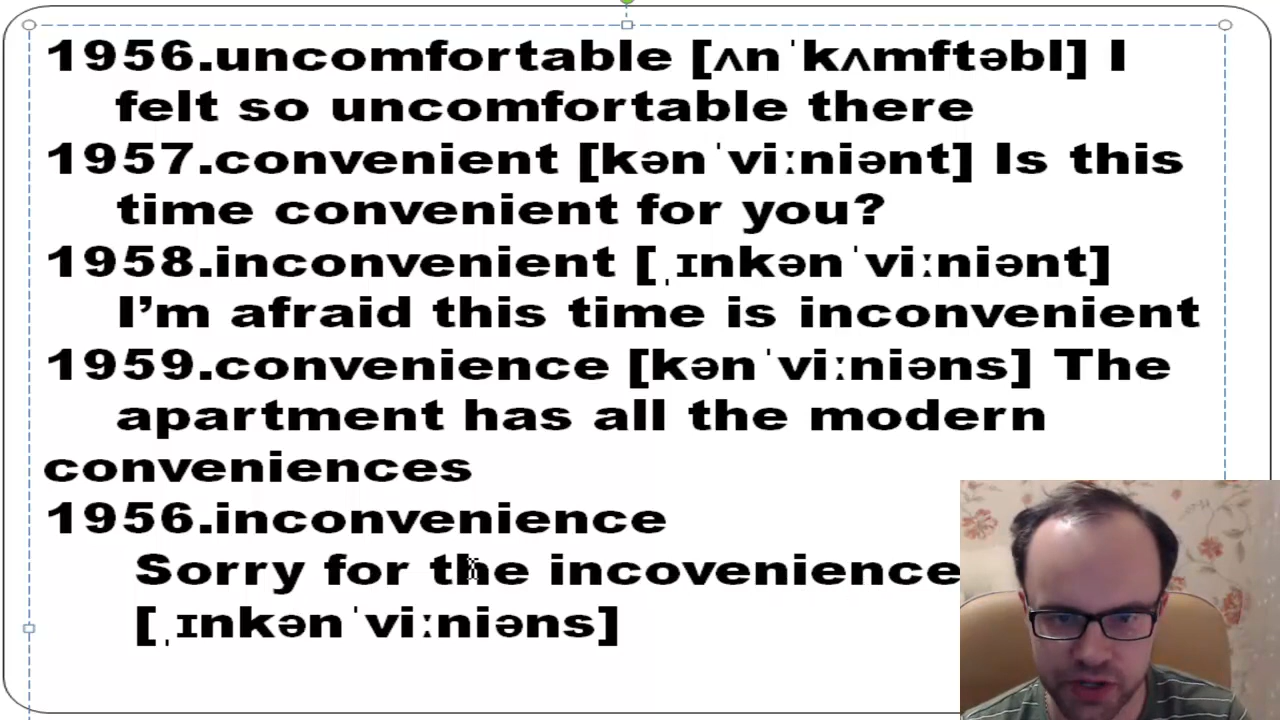 1956.uncomfortable [ʌnˈkʌmftəbl] I
felt so uncomfortable there
1957.convenient [kənˈviːniənt] Is this
time convenient for you?
1958.inconvenient [ˌɪnkənˈviːniənt]
I’m afraid this time is inconvenient
1959.convenience [kənˈviːniəns] The
apartment has all the modern
conveniences
1956.inconvenience
Sorry for the incovenience
[ˌɪnkənˈviːniəns]